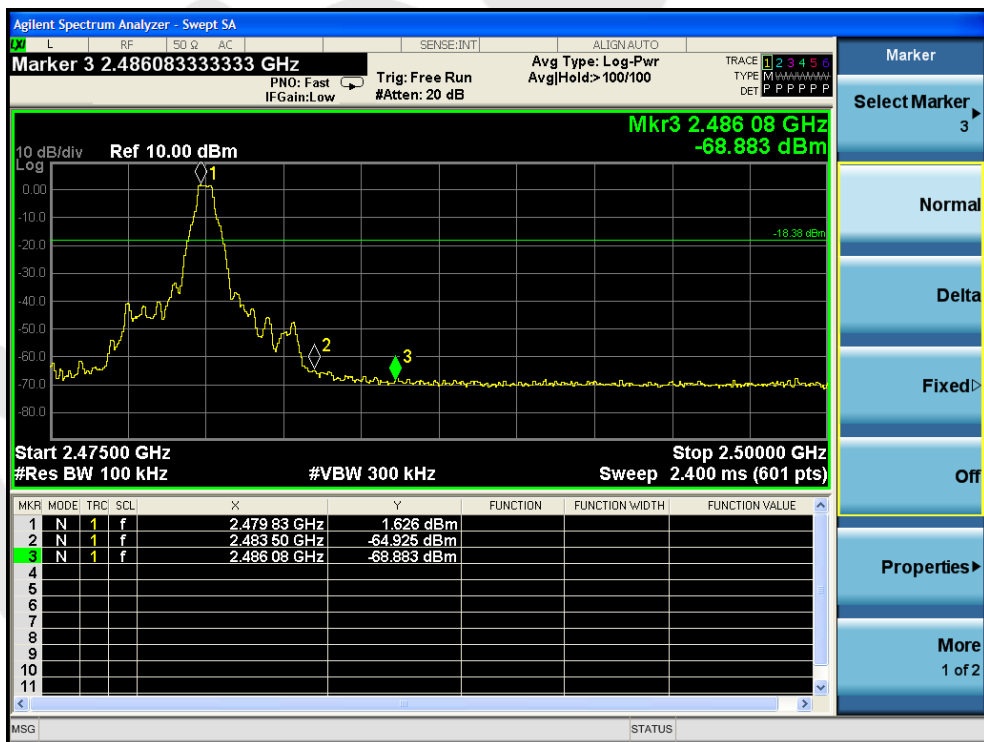 Agilent Spectrum Analyzer - Swept SA
LXI L RF 50 Ω AC SENSE:INT ALIGN AUTO
Marker 3 2.486083333333 GHz
PNO: Fast
IFGain:Low
Trig: Free Run
#Atten: 20 dB
Avg Type: Log-Pwr
Avg|Hold:> 100/100
TRACE 1 2 3 4 5 6
TYPE M
DET P P P P P P
Mkr3 2.486 08 GHz
-68.883 dBm
10 dB/div Ref 10.00 dBm
Log
0.00
-10.0
-20.0
-30.0
-40.0
-50.0
-60.0
-70.0
-80.0
1
-18.38 dBm
2
3
Start 2.47500 GHz Stop 2.50000 GHz
#Res BW 100 kHz #VBW 300 kHz Sweep 2.400 ms (601 pts)
MKR MODE TRC SCL X Y FUNCTION FUNCTION WIDTH FUNCTION VALUE
1 N 1 f 2.479 83 GHz 1.626 dBm
2 N 1 f 2.483 50 GHz -64.925 dBm
3 N 1 f 2.486 08 GHz -68.883 dBm
4
5
6
7
8
9
10
11
MSG STATUS
Marker
Select Marker
3
Normal
Delta
Fixed
Off
Properties
More
1 of 2